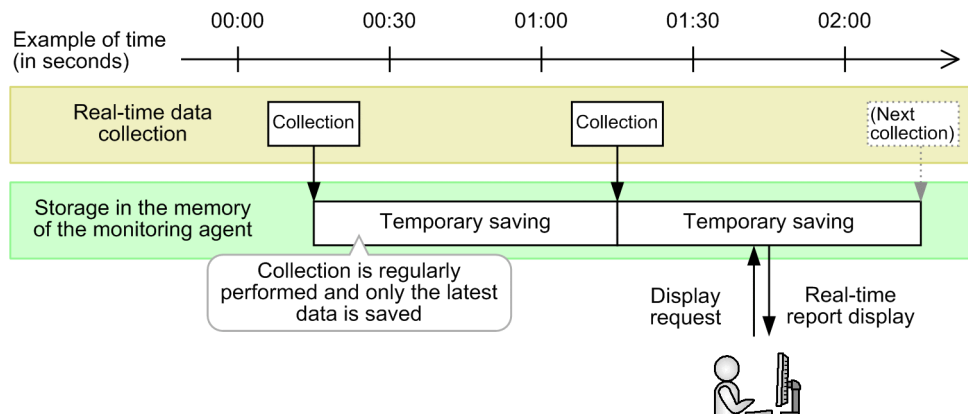 00:00 00:30 01:00 01:30 02:00
Example of time
(in seconds)
Real-time data
collection
Collection
Collection
(Next
collection)
Storage in the memory
of the monitoring agent
Temporary saving
Temporary saving
Collection is regularly
performed and only the latest
data is saved
Display
request
Real-time
report display